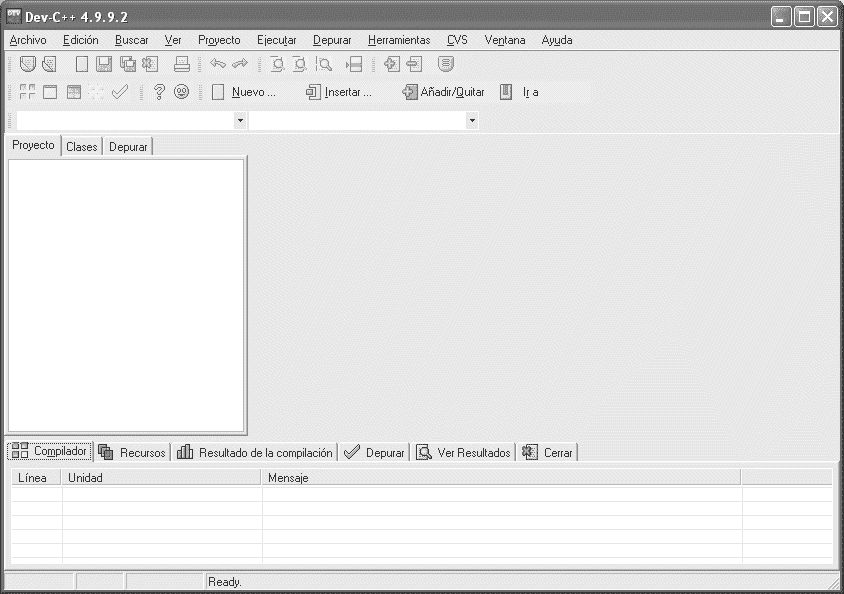 Dev-C++ 4.9.9.2
Archivo Edición Buscar Ver Proyecto Ejecutar Depurar Herramientas CVS Ventana Ayuda
Nuevo ... Insertar ... Añadir/Quitar Ir a
Proyecto Clases Depurar
Compilador Recursos Resultado de la compilación Depurar Ver Resultados Cerrar
Línea Unidad Mensaje
Ready.